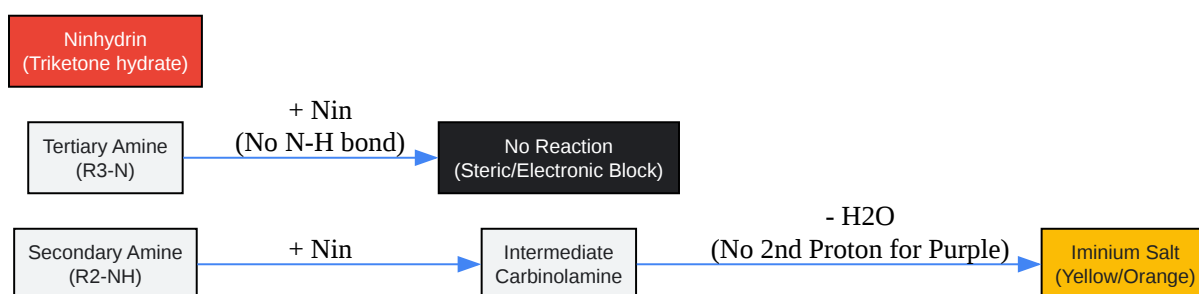 Ninhydrin
(Triketone hydrate)
+ Nin
(No N-H bond)
Tertiary Amine
(R3-N)
No Reaction
(Steric/Electronic Block)
- H2O
(No 2nd Proton for Purple)
Secondary Amine
(R2-NH)
+ Nin
Intermediate
Carbinolamine
Iminium Salt
(Yellow/Orange)